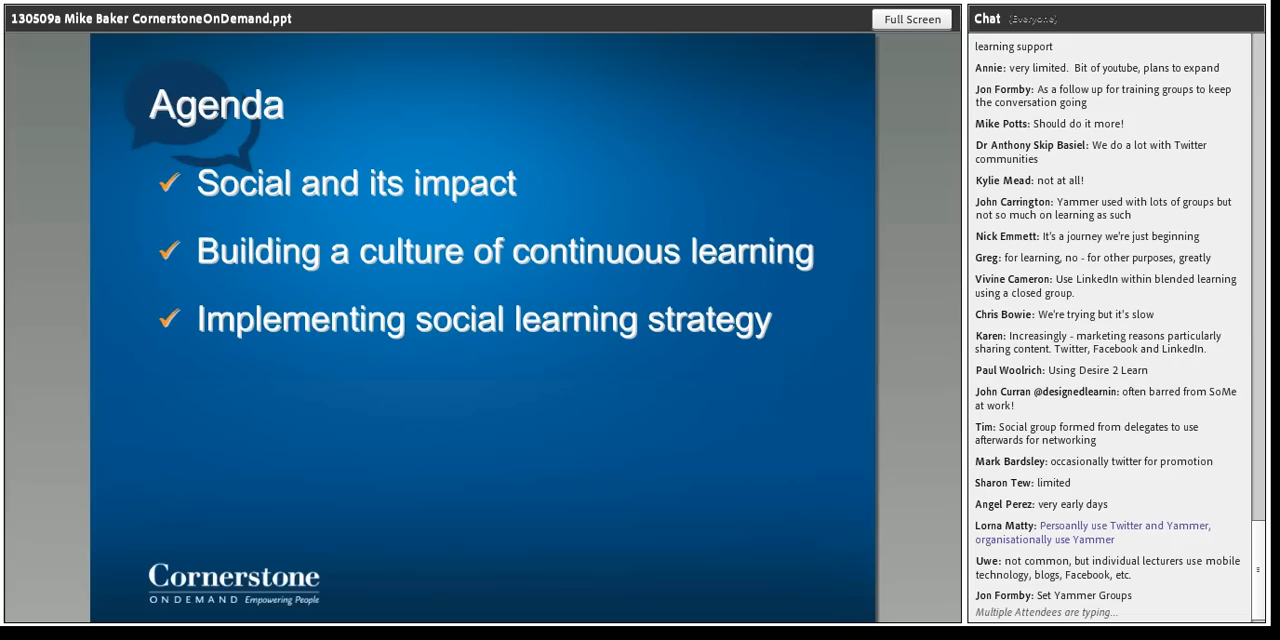 130509a Mike Baker CornerstoneOnDemand.ppt
Full Screen
Agenda
✓ Social and its impact
✓ Building a culture of continuous learning
✓ Implementing social learning strategy
Cornerstone
ONDEMAND Empowering People
Chat (Everyone)
learning support
Annie: very limited. Bit of youtube, plans to expand
Jon Formby: As a follow up for training groups to keep
the conversation going
Mike Potts: Should do it more!
Dr Anthony Skip Basiel: We do a lot with Twitter
communities
Kylie Mead: not at all!
John Carrington: Yammer used with lots of groups but
not so much on learning as such
Nick Emmett: It's a journey we're just beginning
Greg: for learning, no - for other purposes, greatly
Vivine Cameron: Use LinkedIn within blended learning
using a closed group.
Chris Bowie: We're trying but it's slow
Karen: Increasingly - marketing reasons particularly
sharing content. Twitter, Facebook and LinkedIn.
Paul Woolrich: Using Desire 2 Learn
John Curran @designedlearnin: often barred from SoMe
at work!
Tim: Social group formed from delegates to use
afterwards for networking
Mark Bardsley: occasionally twitter for promotion
Sharon Tew: limited
Angel Perez: very early days
Lorna Matty: Persoanlly use Twitter and Yammer,
organisationally use Yammer
Uwe: not common, but individual lecturers use mobile
technology, blogs, Facebook, etc.
Jon Formby: Set Yammer Groups
Multiple Attendees are typing...